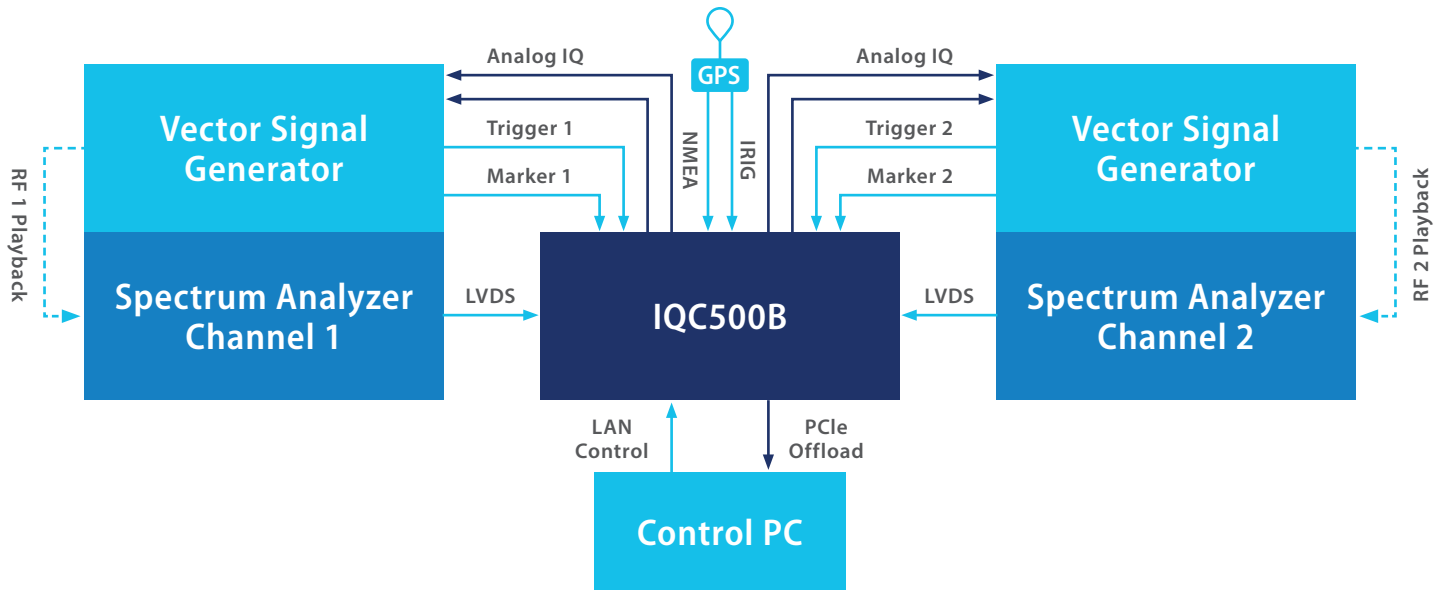 Analog IQ
GPS
Analog IQ
Vector Signal
Generator
Trigger 1
Marker 1
NMEA
IRIG
Trigger 2
Marker 2
Vector Signal
Generator
RF 1 Playback
RF 2 Playback
Spectrum Analyzer
Channel 1
LVDS
IQC500B
LVDS
Spectrum Analyzer
Channel 2
LAN
Control
PCle
Offload
Control PC